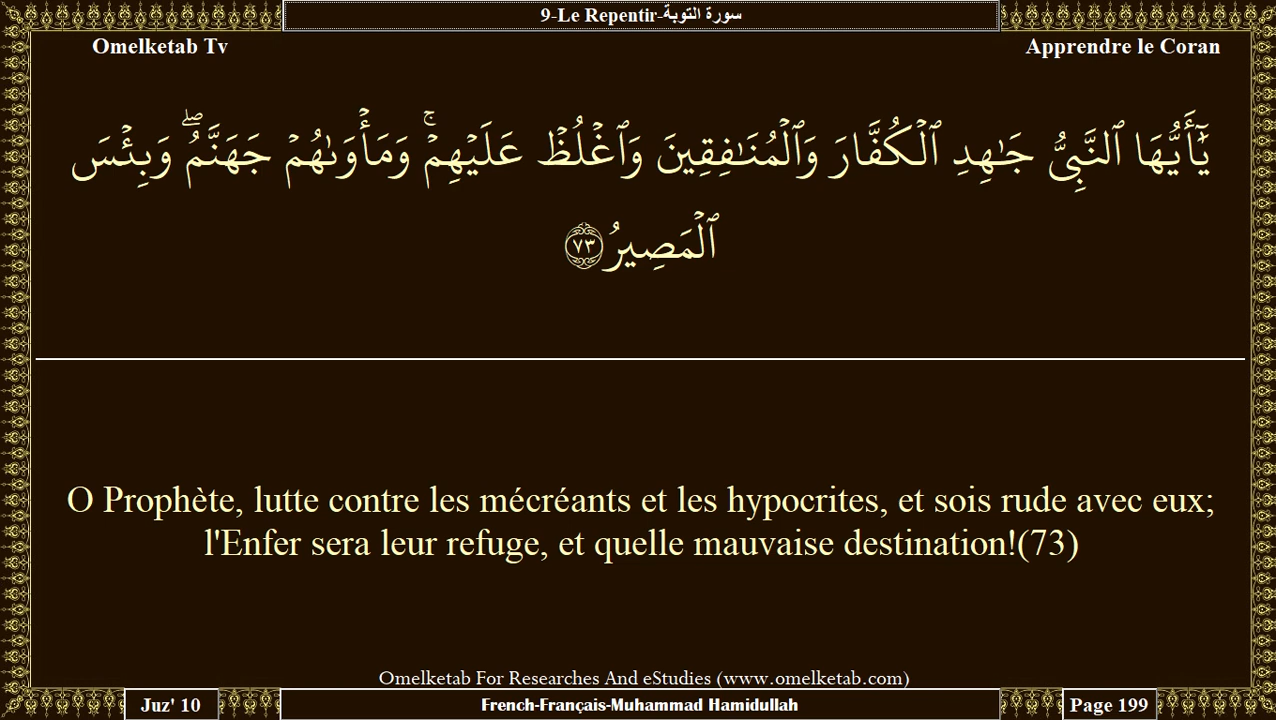 9-Le Repentir-سورة التوبة
Omelketab Tv
Apprendre le Coran
يَٰٓأَيُّهَا ٱلنَّبِىُّ جَٰهِدِ ٱلْكُفَّارَ وَٱلْمُنَٰفِقِينَ وَٱغْلُظْ عَلَيْهِمْ ۚ وَمَأْوَىٰهُمْ جَهَنَّمُ ۖ وَبِئْسَ
ٱلْمَصِيرُ ٧٣
O Prophète, lutte contre les mécréants et les hypocrites, et sois rude avec eux;
l'Enfer sera leur refuge, et quelle mauvaise destination!(73)
Omelketab For Researches And eStudies (www.omelketab.com)
Juz' 10
French-Français-Muhammad Hamidullah
Page 199